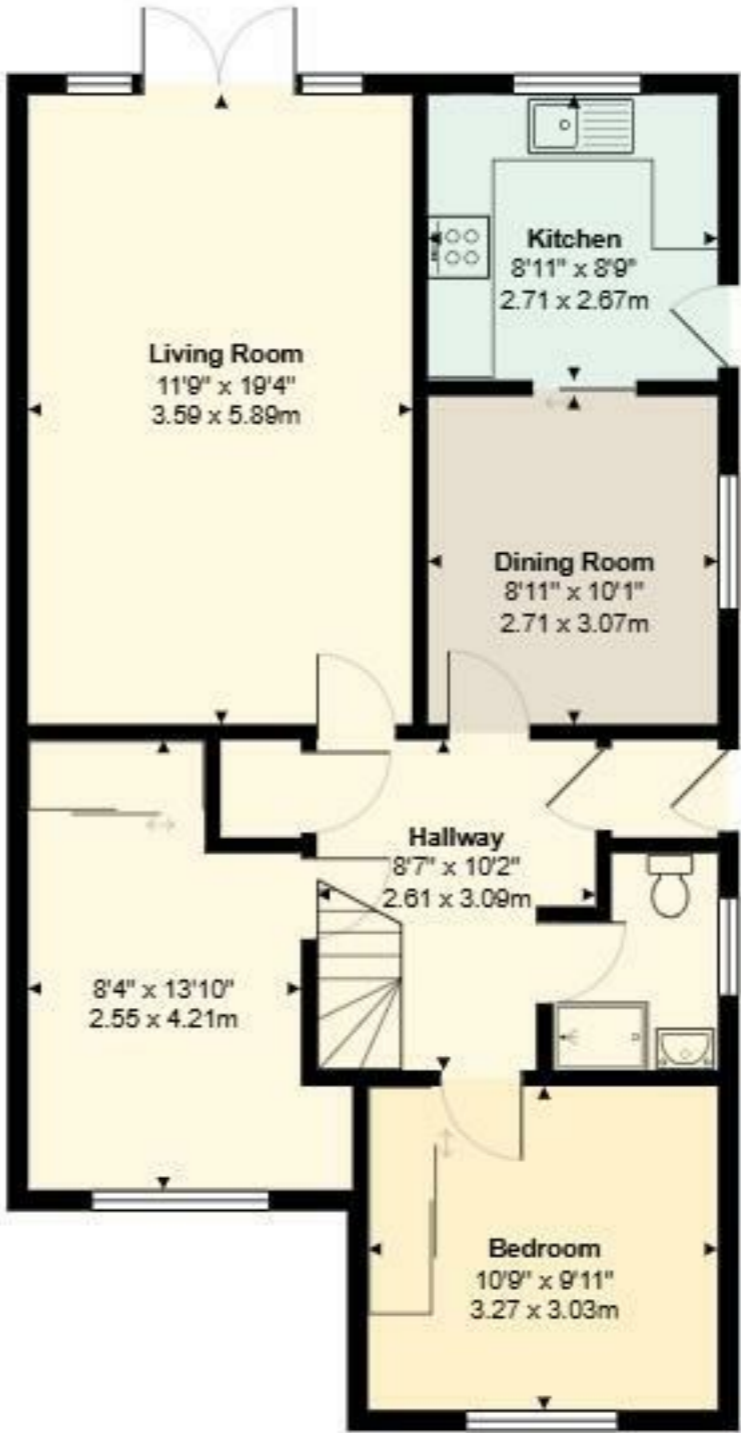 Kitchen
8'11" x 8'9"
2.71 x 2.67m
Living Room
11'9" x 19'4"
3.59 x 5.89m
Dining Room
8'11" x 10'1"
2.71 x 3.07m
Hallway
8'7" x 10'2"
2.61 x 3.09m
8'4" x 13'10"
2.55 x 4.21m
Bedroom
10'9" x 9'11"
3.27 x 3.03m